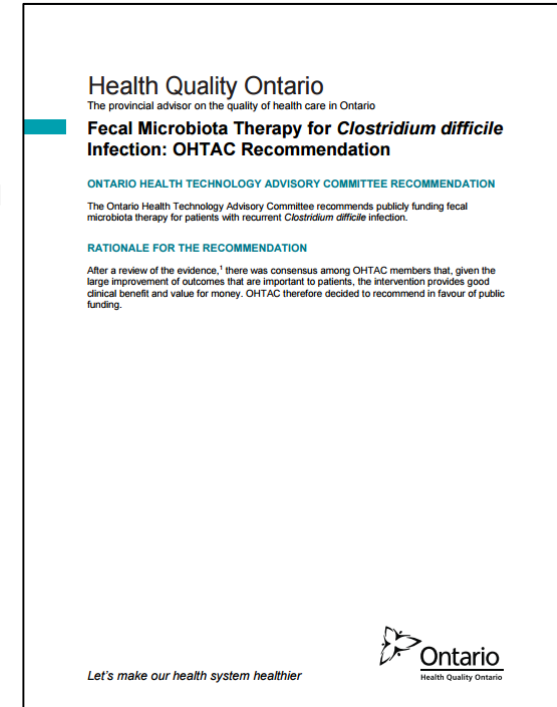 Health Quality Ontario
The provincial advisor on the quality of health care in Ontario
Fecal Microbiota Therapy for Clostridium difficile
Infection: OHTAC Recommendation
ONTARIO HEALTH TECHNOLOGY ADVISORY COMMITTEE RECOMMENDATION
The Ontario Health Technology Advisory Committee recommends publicly funding fecal
microbiota therapy for patients with recurrent Clostridium difficile infection.
RATIONALE FOR THE RECOMMENDATION
After a review of the evidence,¹ there was consensus among OHTAC members that, given the
large improvement of outcomes that are important to patients, the intervention provides good
clinical benefit and value for money. OHTAC therefore decided to recommend in favour of public
funding.
Let's make our health system healthier
Ontario
Health Quality Ontario